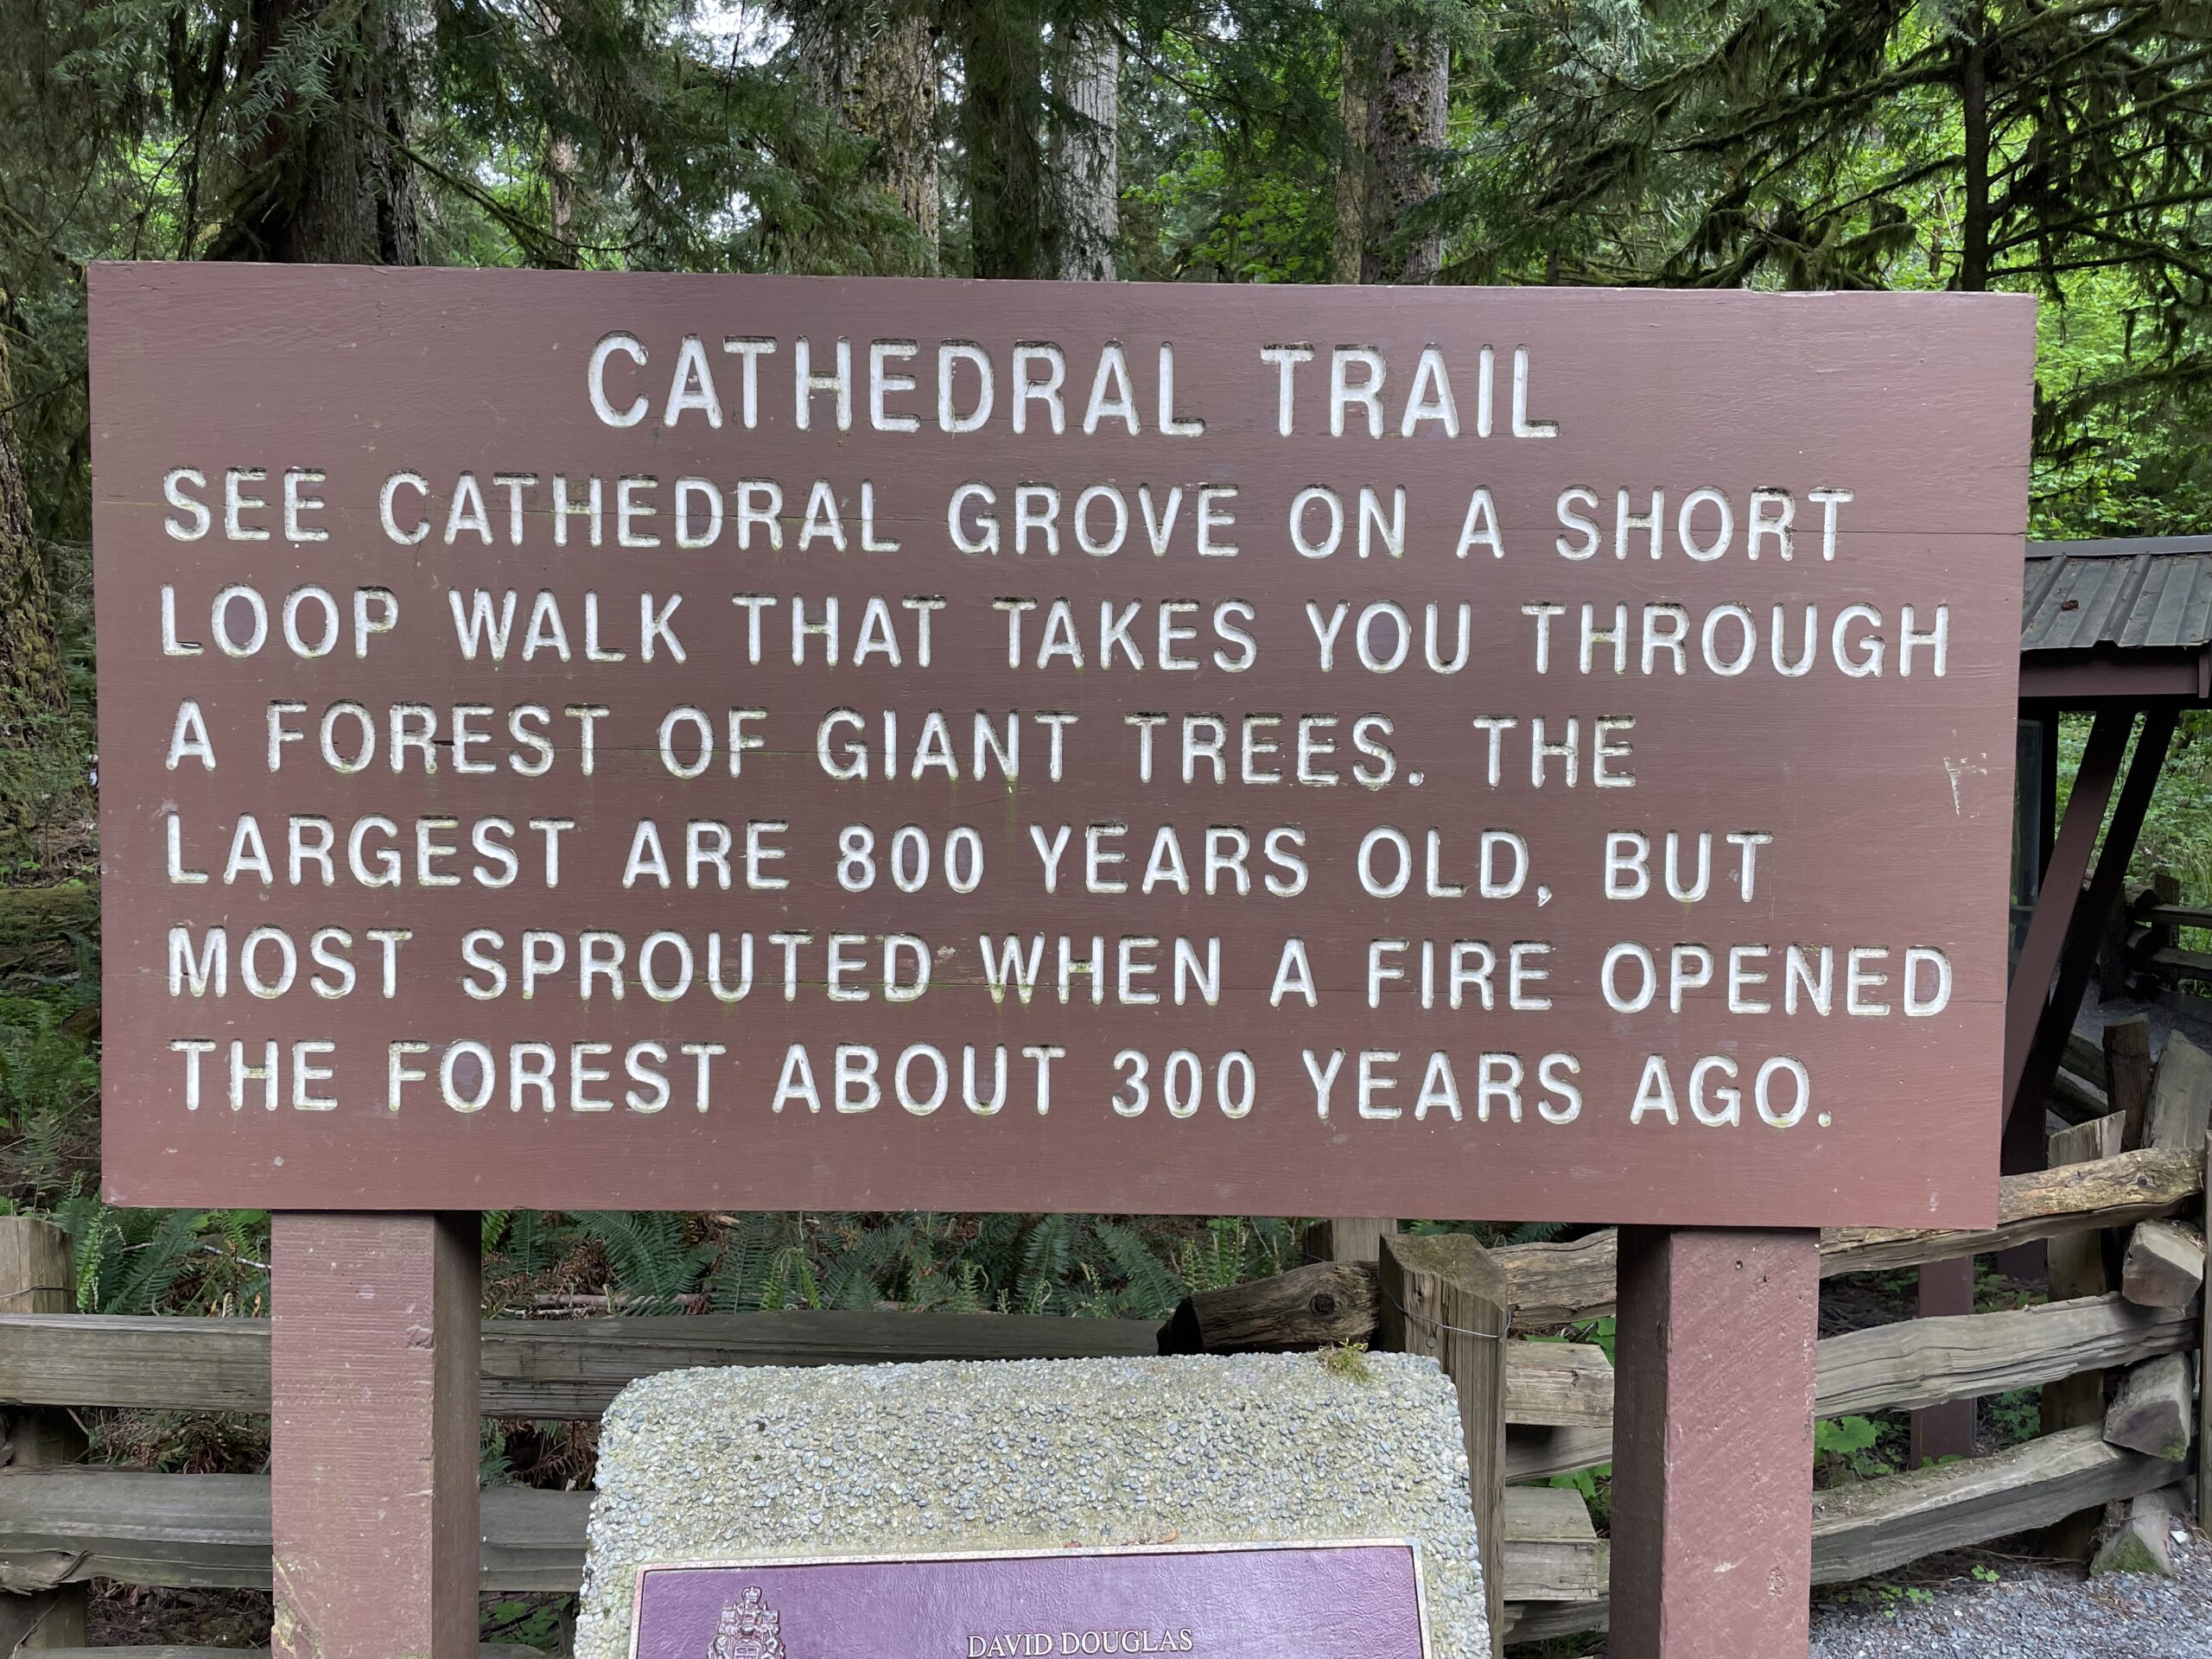 CATHEDRAL TRAIL
SEE CATHEDRAL GROVE ON A SHORT
LOOP WALK THAT TAKES YOU THROUGH
A FOREST OF GIANT TREES. THE
LARGEST ARE 800 YEARS OLD, BUT
MOST SPROUTED WHEN A FIRE OPENED
THE FOREST ABOUT 300 YEARS AGO.
DAVID DOUGLAS